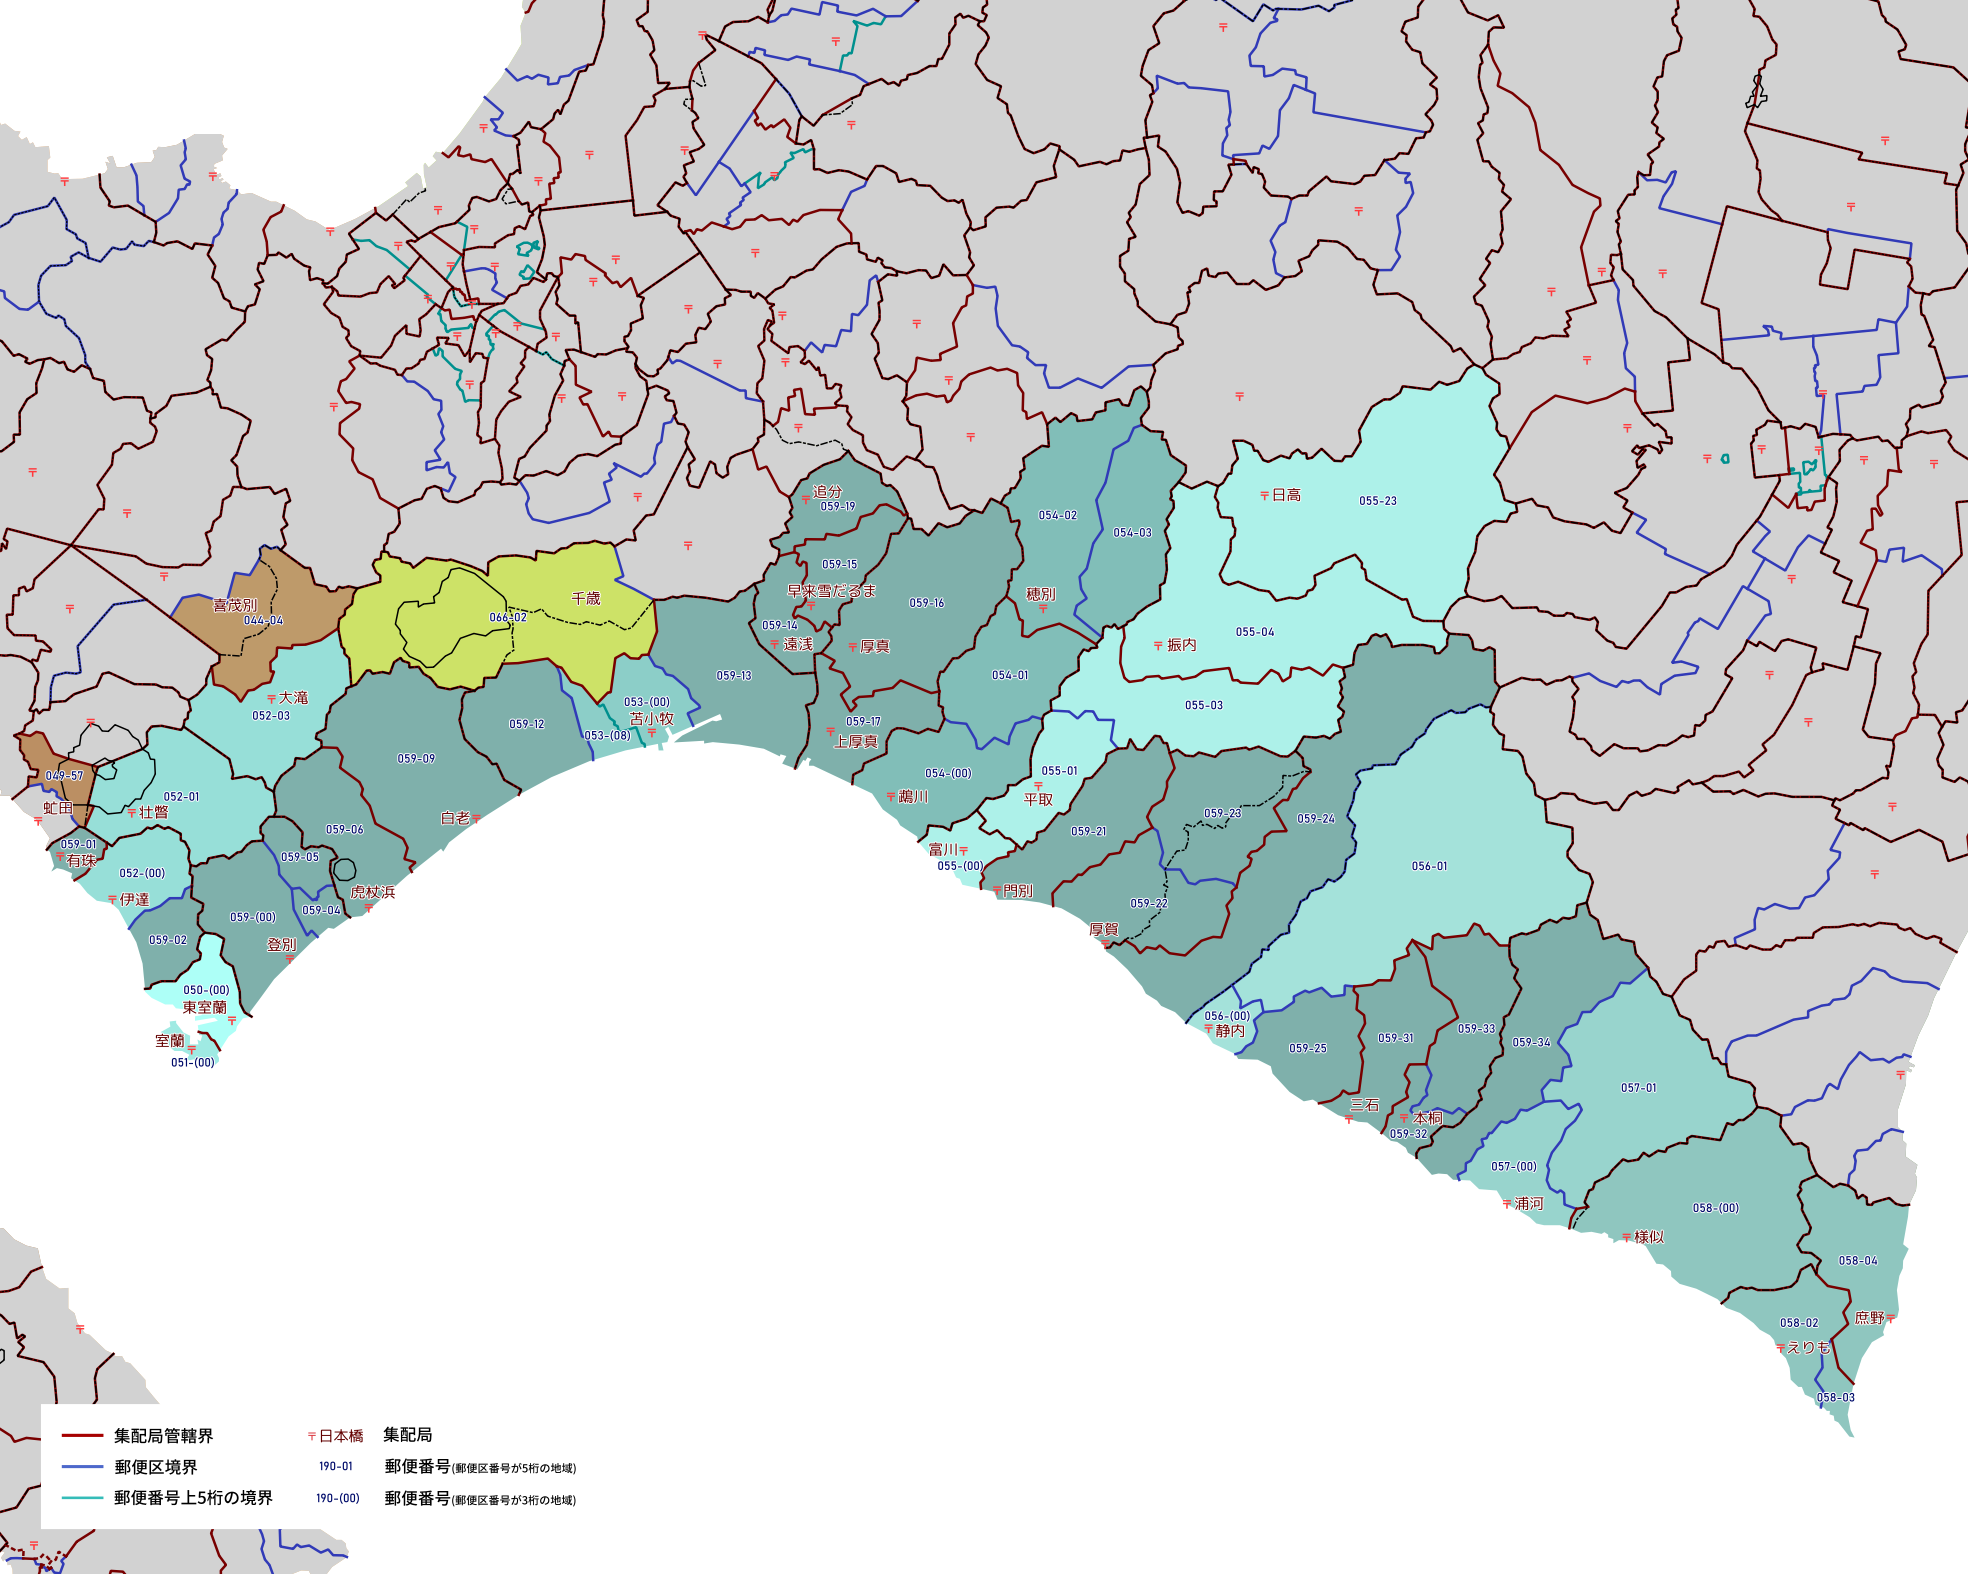 054-02
054-03
日高
055-23
追分
059-19
059-15
早来雪だるま
059-16
穂別
喜茂別
044-04
千歳
066-02
059-14
遠浅
厚真
振内
055-04
054-01
055-03
059-13
大滝
052-03
053-(00)
苫小牧
053-(08)
059-12
059-17
上厚真
049-57
虻田
052-01
壮瞥
059-09
白老
054-(00)
鵡川
055-01
平取
059-23
059-24
059-21
059-06
059-01
有珠
059-05
富川
055-(00)
門別
056-01
052-(00)
伊達
虎杖浜
059-04
059-(00)
059-22
厚賀
059-02
登別
050-(00)
東室蘭
室蘭
051-(00)
056-(00)
静内
059-25
059-31
059-33
059-34
057-01
三石
本桐
059-32
057-(00)
浦河
058-(00)
様似
058-04
058-02
庶野
えりも
058-03
集配局管轄界
〒日本橋 集配局
郵便区境界
190-01 郵便番号(郵便区番号が5桁の地域)
郵便番号上5桁の境界
190-(00) 郵便番号(郵便区番号が3桁の地域)